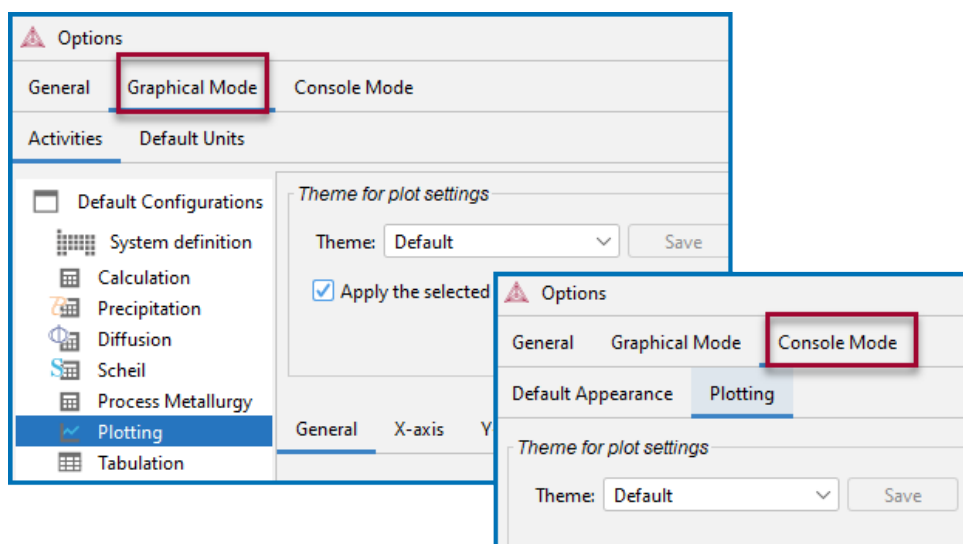 Options
General Graphical Mode Console Mode
Activities Default Units
Default Configurations
System definition
Calculation
Precipitation
Diffusion
Scheil
Process Metallurgy
Plotting
Tabulation
Theme for plot settings
Theme: Default Save
Apply the selected
General X-axis Y
Options
General Graphical Mode Console Mode
Default Appearance Plotting
Theme for plot settings
Theme: Default Save